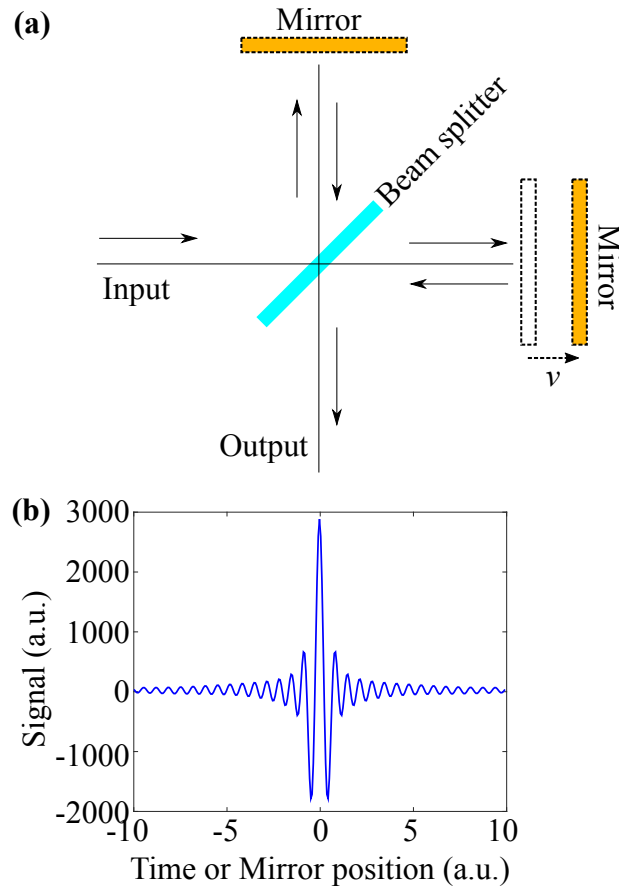 (a)
Mirror
Beam splitter
Input
Mirror
v
Output
(b)
Signal (a.u.)
3000
2000
1000
0
-1000
-2000
-10
-5
0
5
10
Time or Mirror position (a.u.)